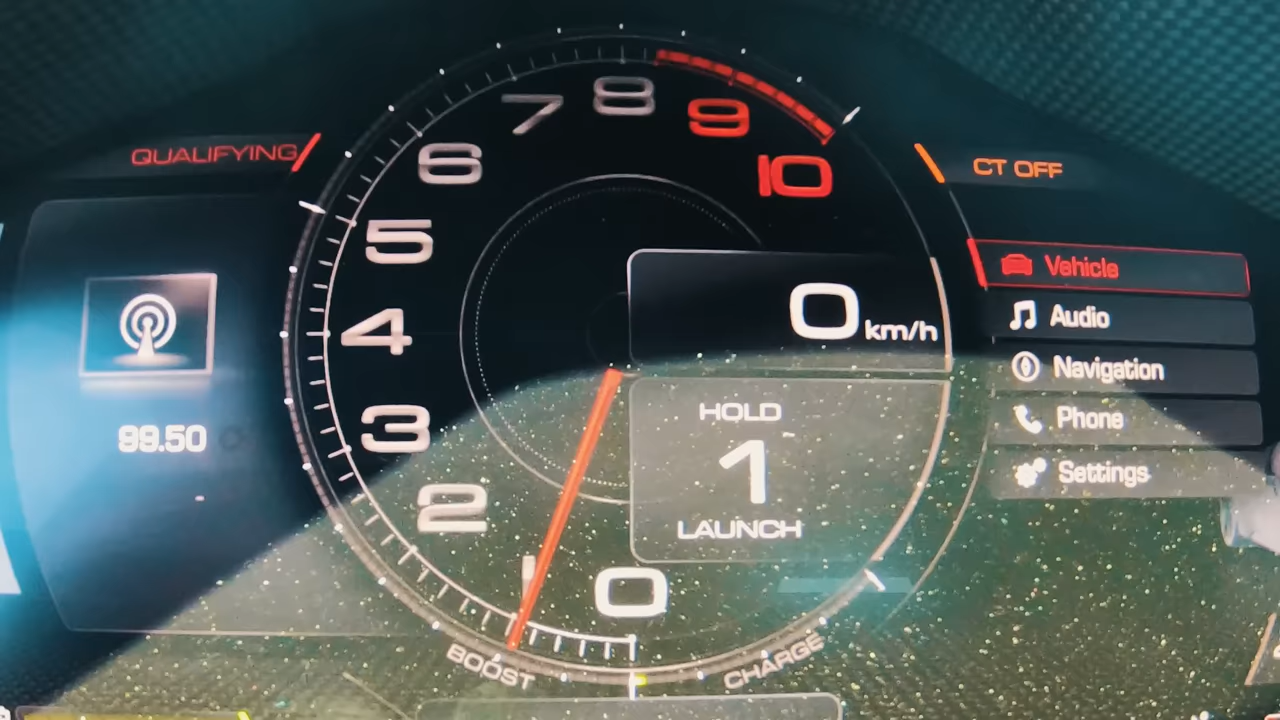 QUALIFYING
CT OFF
99.50
8
7
9
6
10
5
4
3
2
1
0
0 km/h
HOLD
1
LAUNCH
Vehicle
Audio
Navigation
Phone
Settings
BOOST
CHARGE